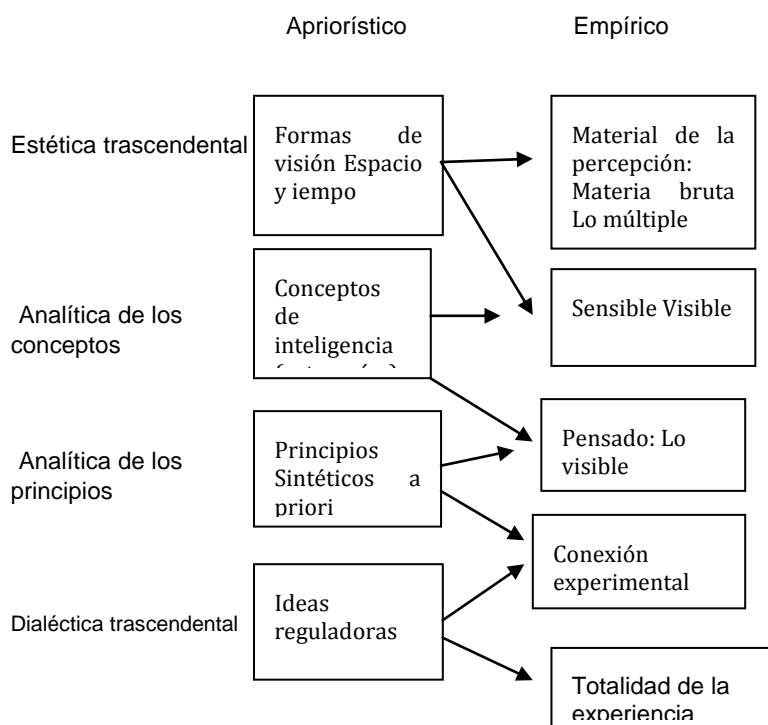 Apriorístico
Empírico
Estética trascendental
Formas de
visión Espacio
y iempo
Material de la
percepción:
Materia bruta
Lo múltiple
Analítica de los
conceptos
Conceptos
de
inteligencia
Sensible Visible
Analítica de los
principios
Principios
Sintéticos a
priori
Pensado: Lo
visible
Conexión
experimental
Dialéctica trascendental
Ideas
reguladoras
Totalidad de la
experiencia